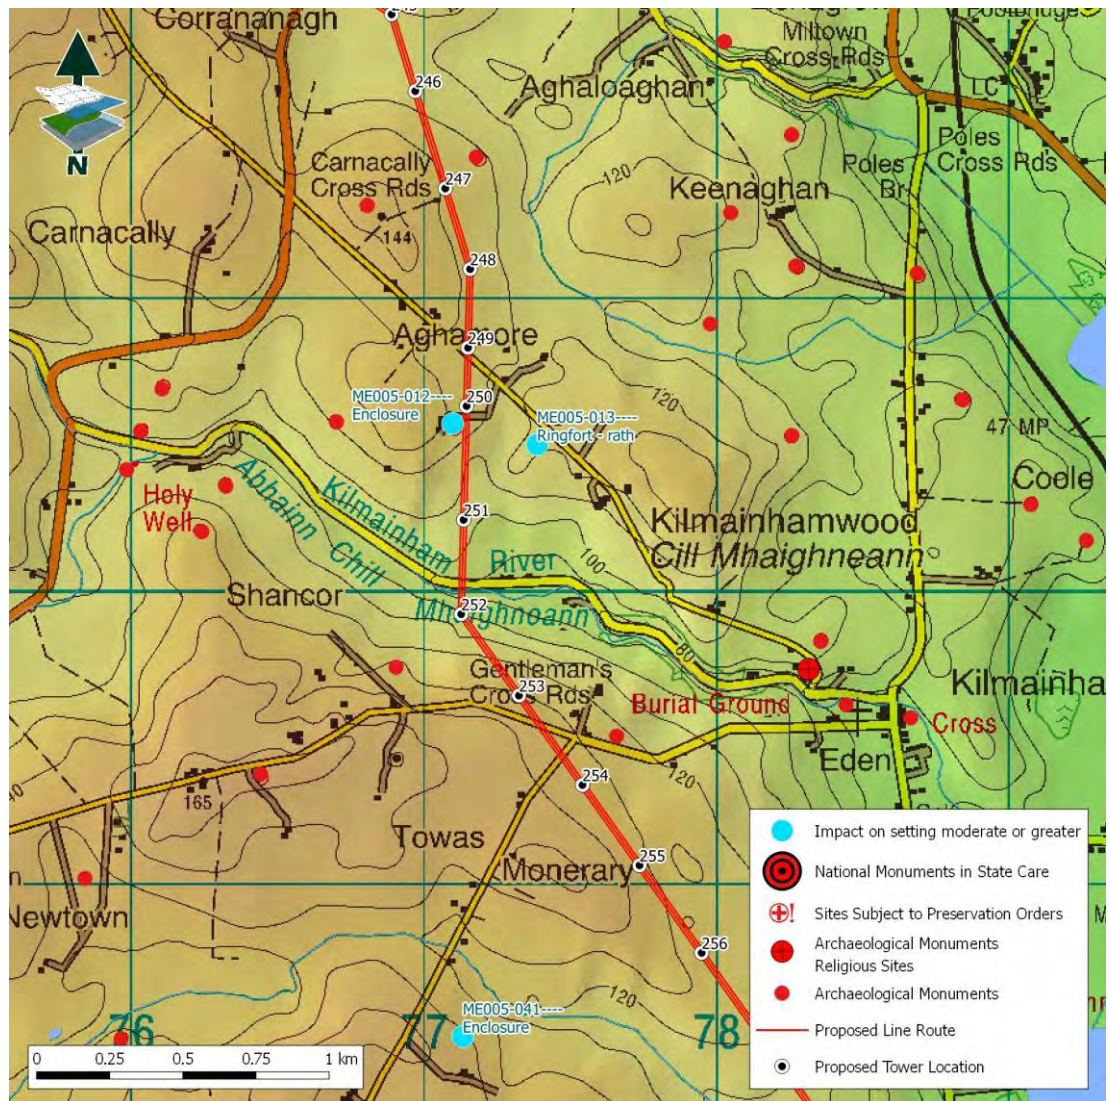 245
Corrananagh
Miltown
Cross Rds
Aghaloaghan
246
LC
Poles
Cross Rds
Poles
Br
Carnacally
Cross Rds
247
120
Keenaghan
N
144
Carnacally
248
Aghamore
249
ME005-012----
Enclosure
250
ME005-013----
Ringfort - rath
120
47 MP
Coole
Holy
Well
Abhainn Chill
Kilmainham
River
251
Kilmainhamwood
Cill Mhaighneann
100
Shancor
252
Mhaighnoann
80
Gentleman's
Cross Rds
253
Burial Ground
Kilmainha
Cross
Eden
120
254
165
Towas
255
Monerary
Newtown
256
120
ME005-041----
Enclosure
76
77
78
0 0.25 0.5 0.75 1 km
Impact on setting moderate or greater
National Monuments in State Care
Sites Subject to Preservation Orders
Archaeological Monuments
Religious Sites
Archaeological Monuments
Proposed Line Route
Proposed Tower Location